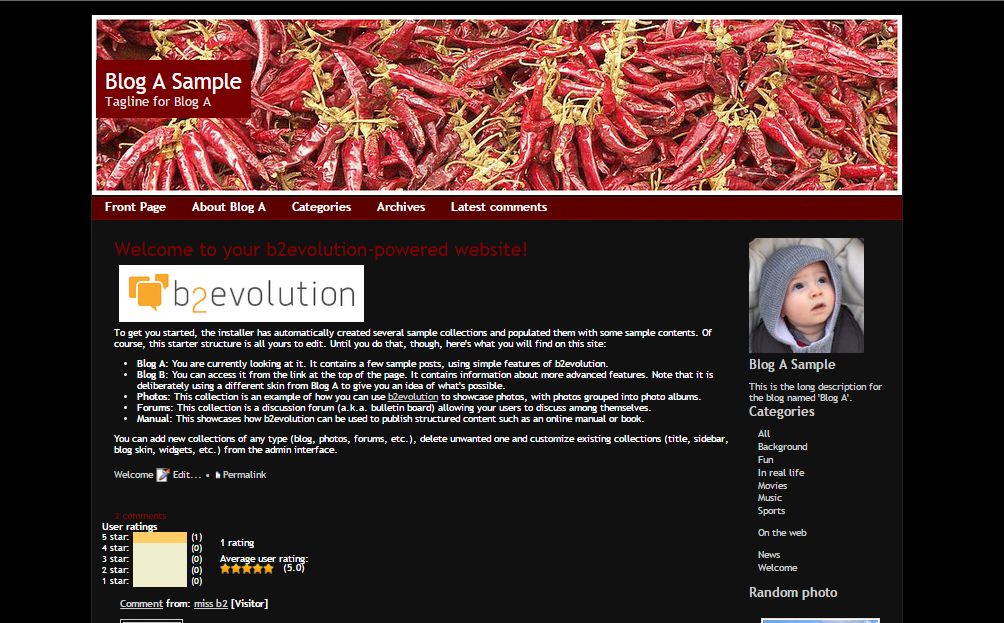 Blog A Sample
Tagline for Blog A
Front Page About Blog A Categories Archives Latest comments
Welcome to your b2evolution-powered website!
b2evolution
To get you started, the installer has automatically created several sample collections and populated them with some sample contents. Of
course, this starter structure is all yours to edit. Until you do that, though, here's what you will find on this site:
• Blog A: You are currently looking at it. It contains a few sample posts, using simple features of b2evolution.
• Blog B: You can access it from the link at the top of the page. It contains information about more advanced features. Note that it is
deliberately using a different skin from Blog A to give you an idea of what's possible.
• Photos: This collection is an example of how you can use b2evolution to showcase photos, with photos grouped into photo albums.
• Forums: This collection is a discussion forum (a.k.a. bulletin board) allowing your users to discuss among themselves.
• Manual: This showcases how b2evolution can be used to publish structured content such as an online manual or book.
You can add new collections of any type (blog, photos, forums, etc.), delete unwanted one and customize existing collections (title, sidebar,
blog skin, widgets, etc.) from the admin interface.
Welcome Edit... • Permalink
2 comments
User ratings
5 star: (1)
4 star: (0)
3 star: (0)
2 star: (0)
1 star: (0)
1 rating
Average user rating:
(5.0)
Comment from: miss b2 [Visitor]
Blog A Sample
This is the long description for
the blog named 'Blog A'.
Categories
All
Background
Fun
In real life
Movies
Music
Sports
On the web
News
Welcome
Random photo